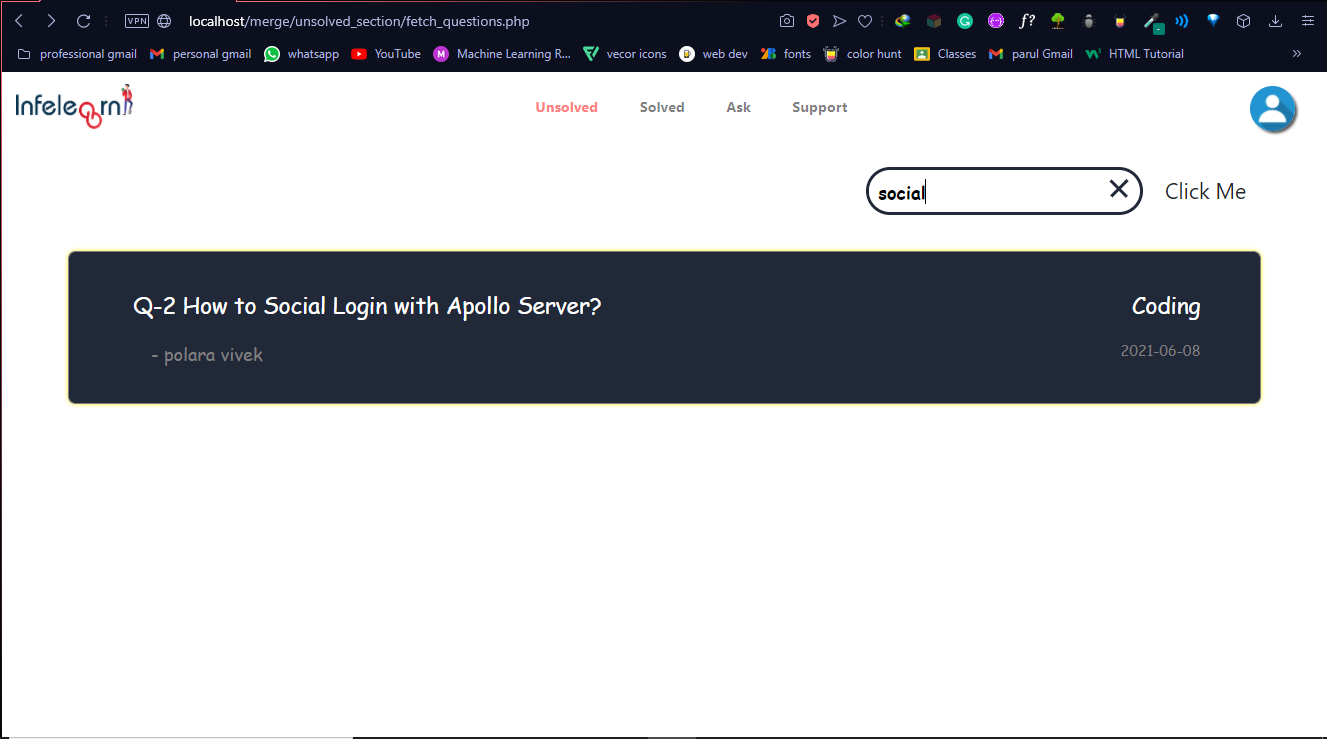 VPN localhost/merge/unsolved_section/fetch_questions.php
professional gmail personal gmail whatsapp YouTube Machine Learning R... vecor icons web dev fonts color hunt Classes parul Gmail HTML Tutorial »
Infelearn Unsolved Solved Ask Support
social Click Me
Q-2 How to Social Login with Apollo Server? Coding
- polara vivek 2021-06-08